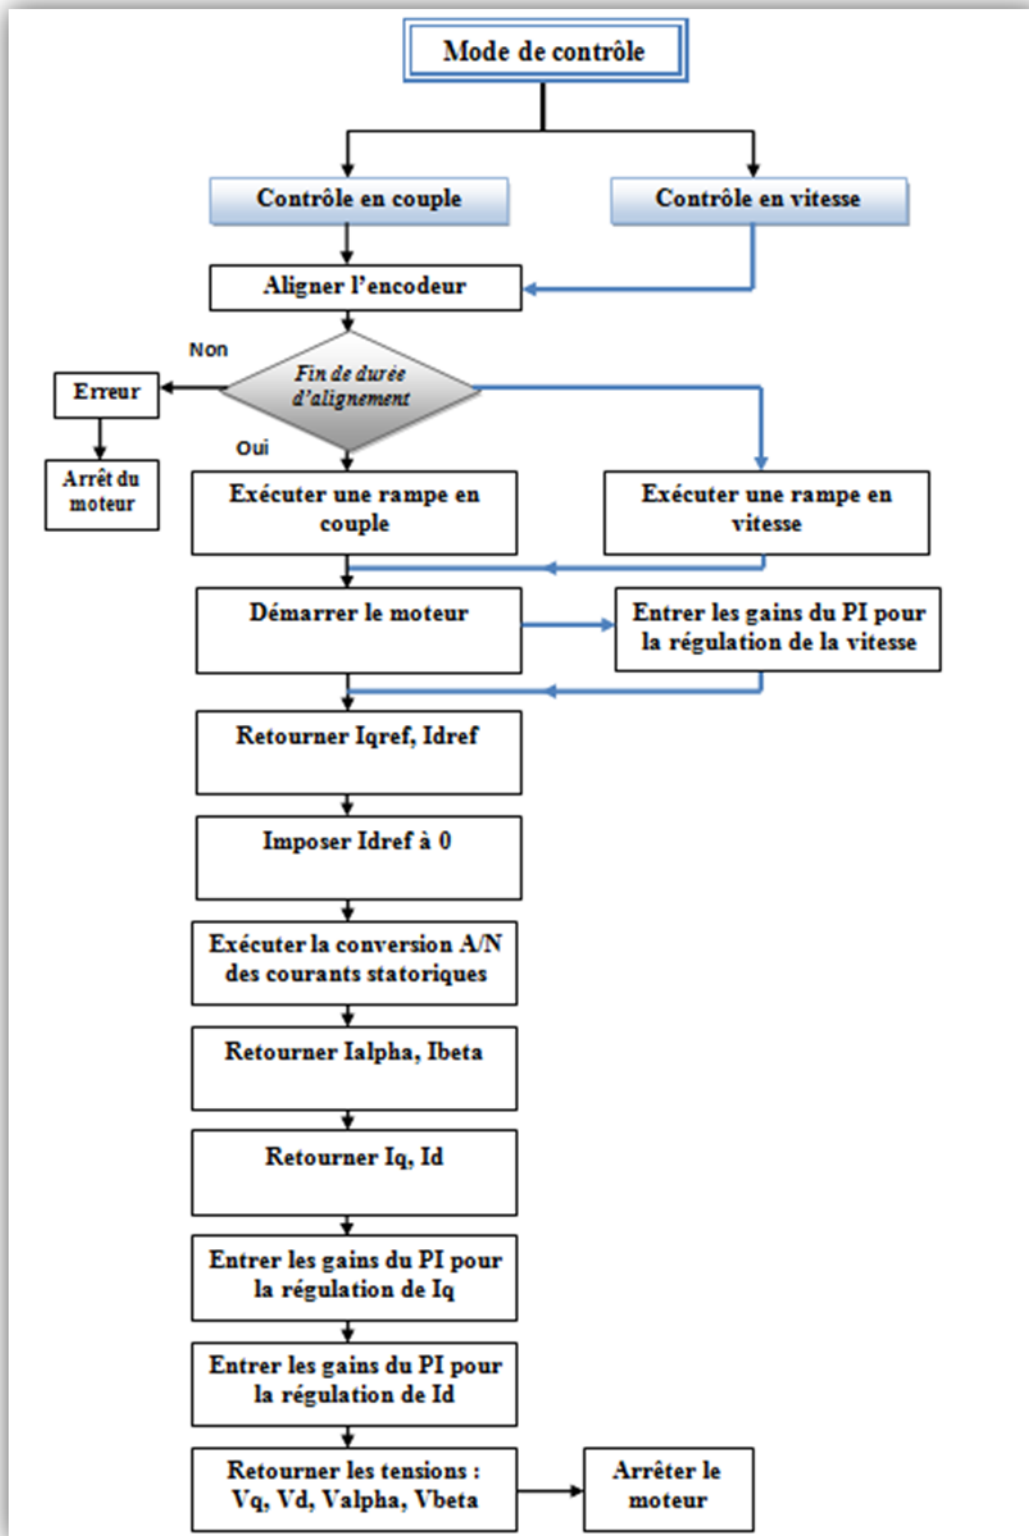 Mode de contrôle
Contrôle en couple
Contrôle en vitesse
Aligner l'encodeur
Non
Fin de durée
d'alignement
Erreur
Oui
Arrêt du
moteur
Exécuter une rampe en
couple
Exécuter une rampe en
vitesse
Démarrer le moteur
Entrer les gains du PI pour
la régulation de la vitesse
Retourner Iqref, Idref
Imposer Idref à 0
Exécuter la conversion A/N
des courants statoriques
Retourner Ialpha, Ibeta
Retourner Iq, Id
Entrer les gains du PI pour
la régulation de Iq
Entrer les gains du PI pour
la régulation de Id
Retourner les tensions :
Vq, Vd, Valpha, Vbeta
Arrêter le
moteur